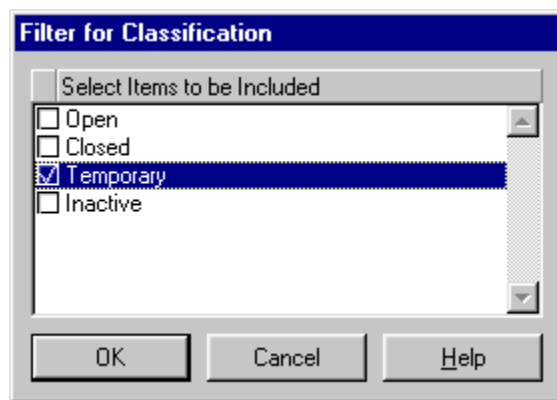 Filter for Classification
Select Items to be Included
Open
Closed
Temporary
Inactive
OK Cancel Help